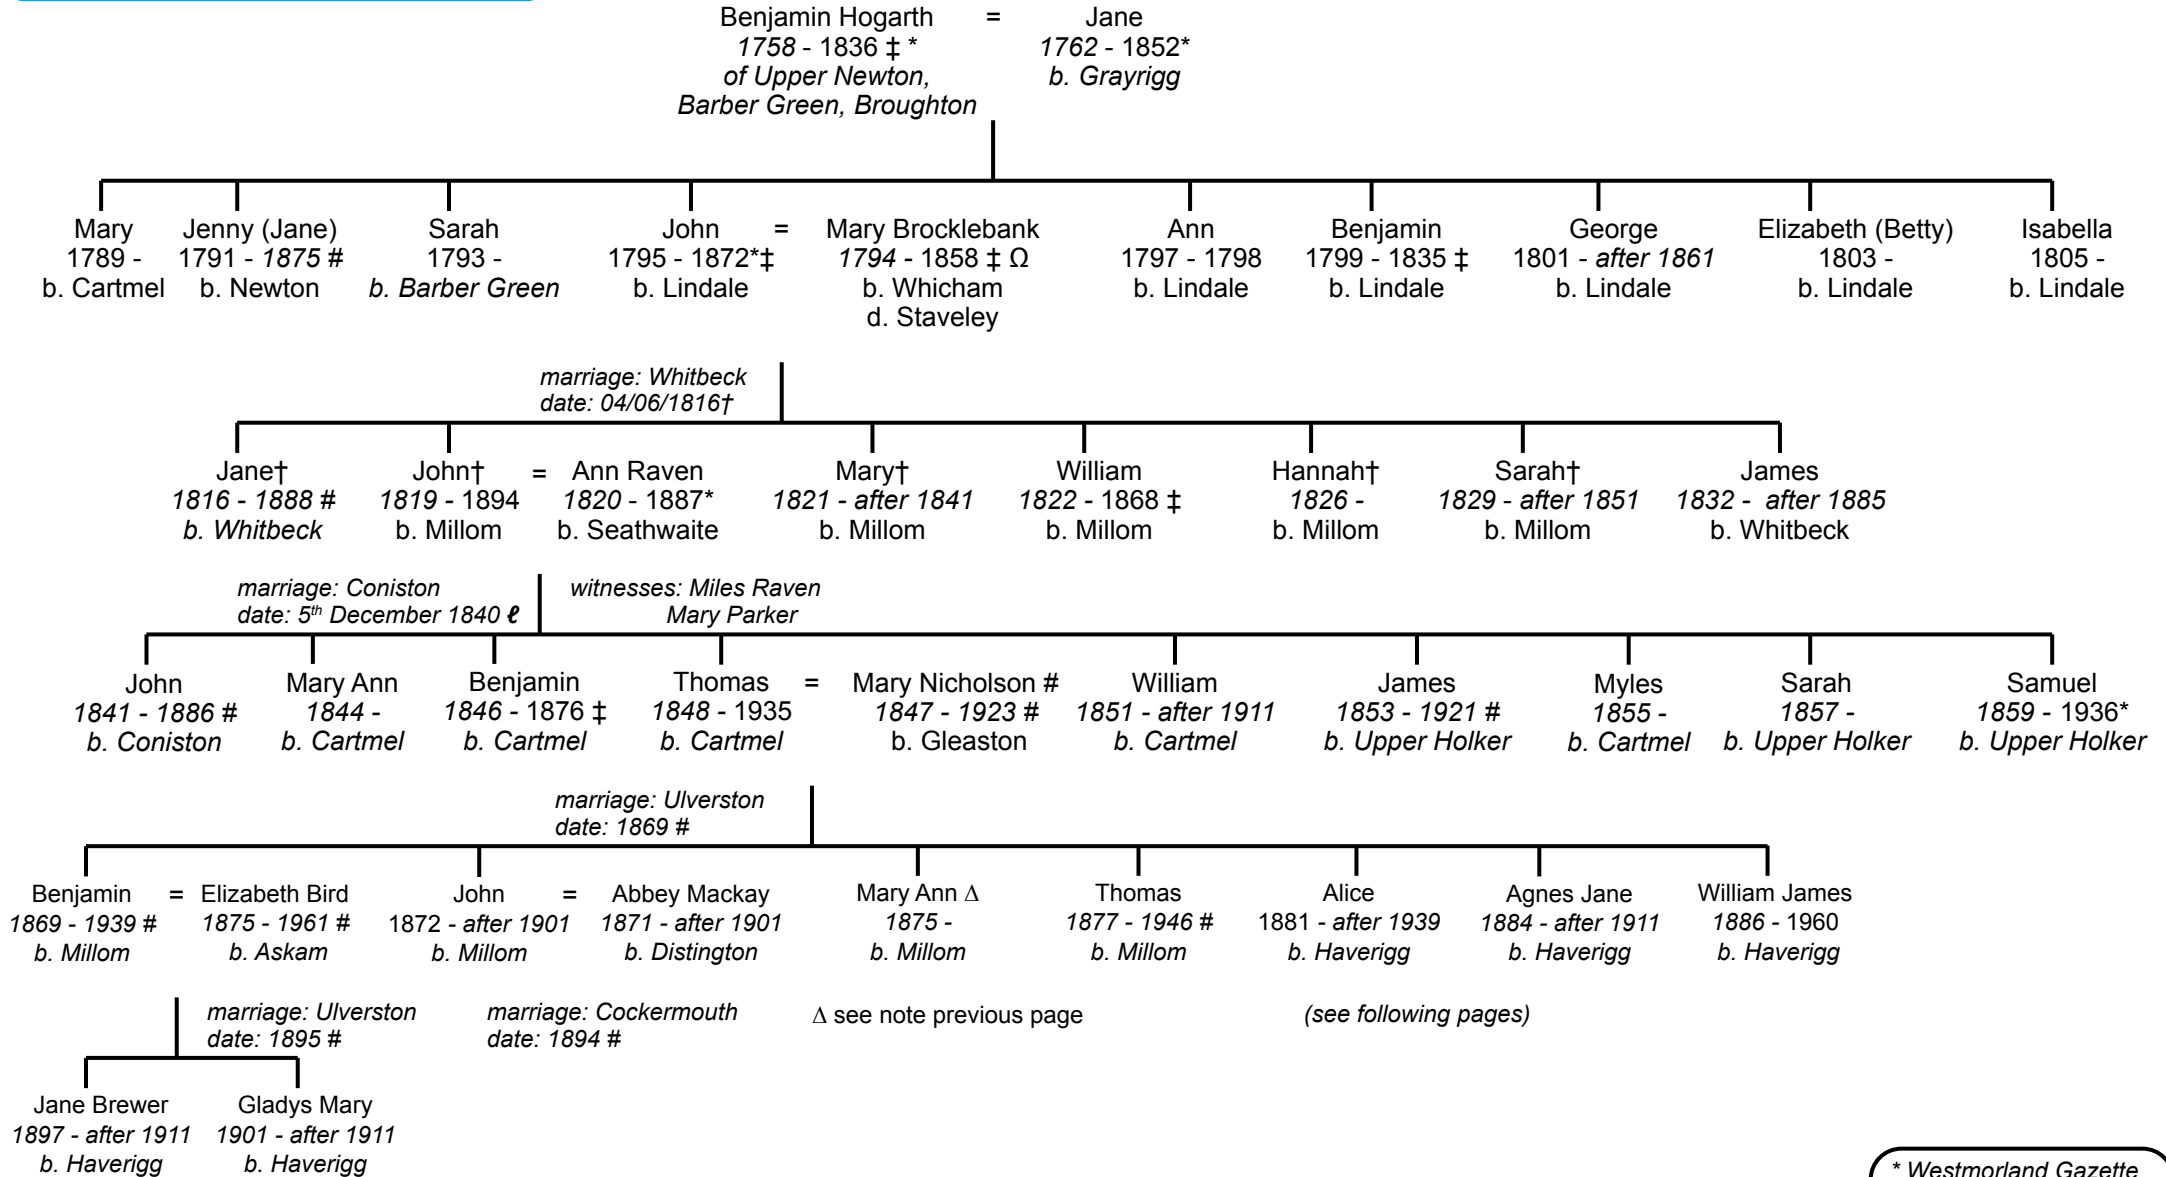 Benjamin Hogarth = Jane
1758 - 1836 ‡ * 1762 - 1852*
of Upper Newton, b. Grayrigg
Barber Green, Broughton
Mary Jenny (Jane) Sarah John = Mary Brocklebank Ann Benjamin George Elizabeth (Betty) Isabella
1789 - 1791 - 1875 # 1793 - 1795 - 1872*‡ 1794 - 1858 ‡ Ω 1797 - 1798 1799 - 1835 ‡ 1801 - after 1861 1803 - 1805 -
b. Cartmel b. Newton b. Barber Green b. Lindale b. Whicham b. Lindale b. Lindale b. Lindale b. Lindale b. Lindale
d. Staveley
marriage: Whitbeck
date: 04/06/1816†
Jane† John† = Ann Raven Mary† William Hannah† Sarah† James
1816 - 1888 # 1819 - 1894 1820 - 1887* 1821 - after 1841 1822 - 1868 ‡ 1826 - 1829 - after 1851 1832 - after 1885
b. Whitbeck b. Millom b. Seathwaite b. Millom b. Millom b. Millom b. Millom b. Whitbeck
marriage: Coniston witnesses: Miles Raven
date: 5th December 1840 ℓ Mary Parker
John Mary Ann Benjamin Thomas = Mary Nicholson # William James Myles Sarah Samuel
1841 - 1886 # 1844 - 1846 - 1876 ‡ 1848 - 1935 1847 - 1923 # 1851 - after 1911 1853 - 1921 # 1855 - 1857 - 1859 - 1936*
b. Coniston b. Cartmel b. Cartmel b. Cartmel b. Gleaston b. Cartmel b. Upper Holker b. Cartmel b. Upper Holker b. Upper Holker
marriage: Ulverston
date: 1869 #
Benjamin = Elizabeth Bird John = Abbey Mackay Mary Ann Δ Thomas Alice Agnes Jane William James
1869 - 1939 # 1875 - 1961 # 1872 - after 1901 1871 - after 1901 1875 - 1877 - 1946 # 1881 - after 1939 1884 - after 1911 1886 - 1960
b. Millom b. Askam b. Millom b. Distington b. Millom b. Millom b. Haverigg b. Haverigg b. Haverigg
marriage: Ulverston marriage: Cockermouth Δ see note previous page (see following pages)
date: 1895 # date: 1894 #
Jane Brewer Gladys Mary
1897 - after 1911 1901 - after 1911
b. Haverigg b. Haverigg
* Westmorland Gazette